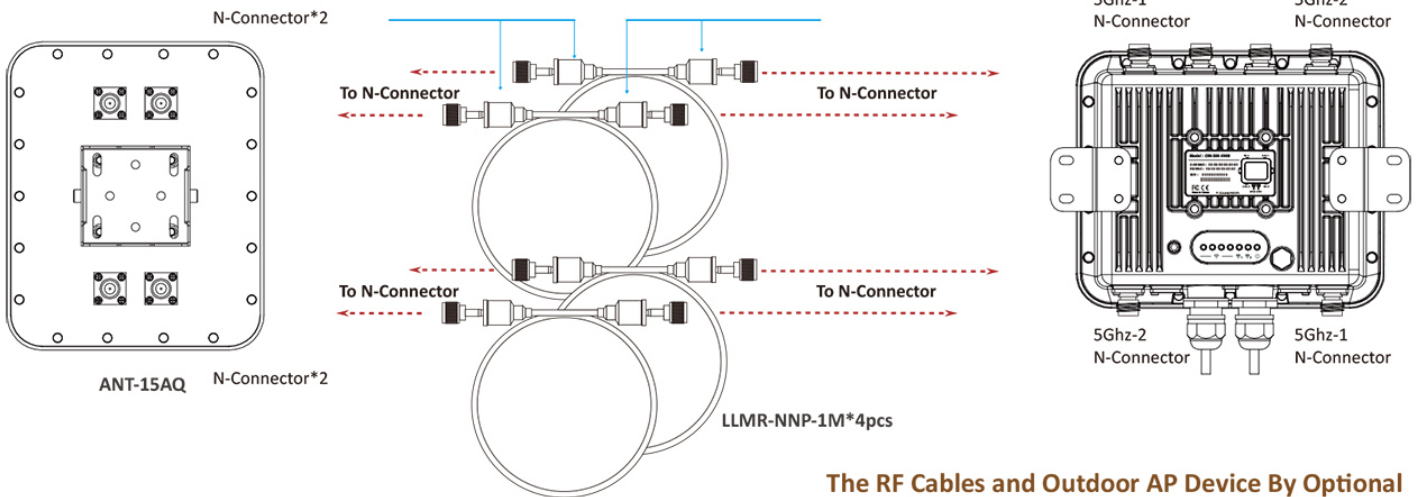 N-Connector*2
5Ghz-1
N-Connector
5Ghz-2
N-Connector
To N-Connector
To N-Connector
To N-Connector
To N-Connector
5Ghz-2
N-Connector
5Ghz-1
N-Connector
ANT-15AQ
N-Connector*2
LLMR-NNP-1M*4pcs
The RF Cables and Outdoor AP Device By Optional